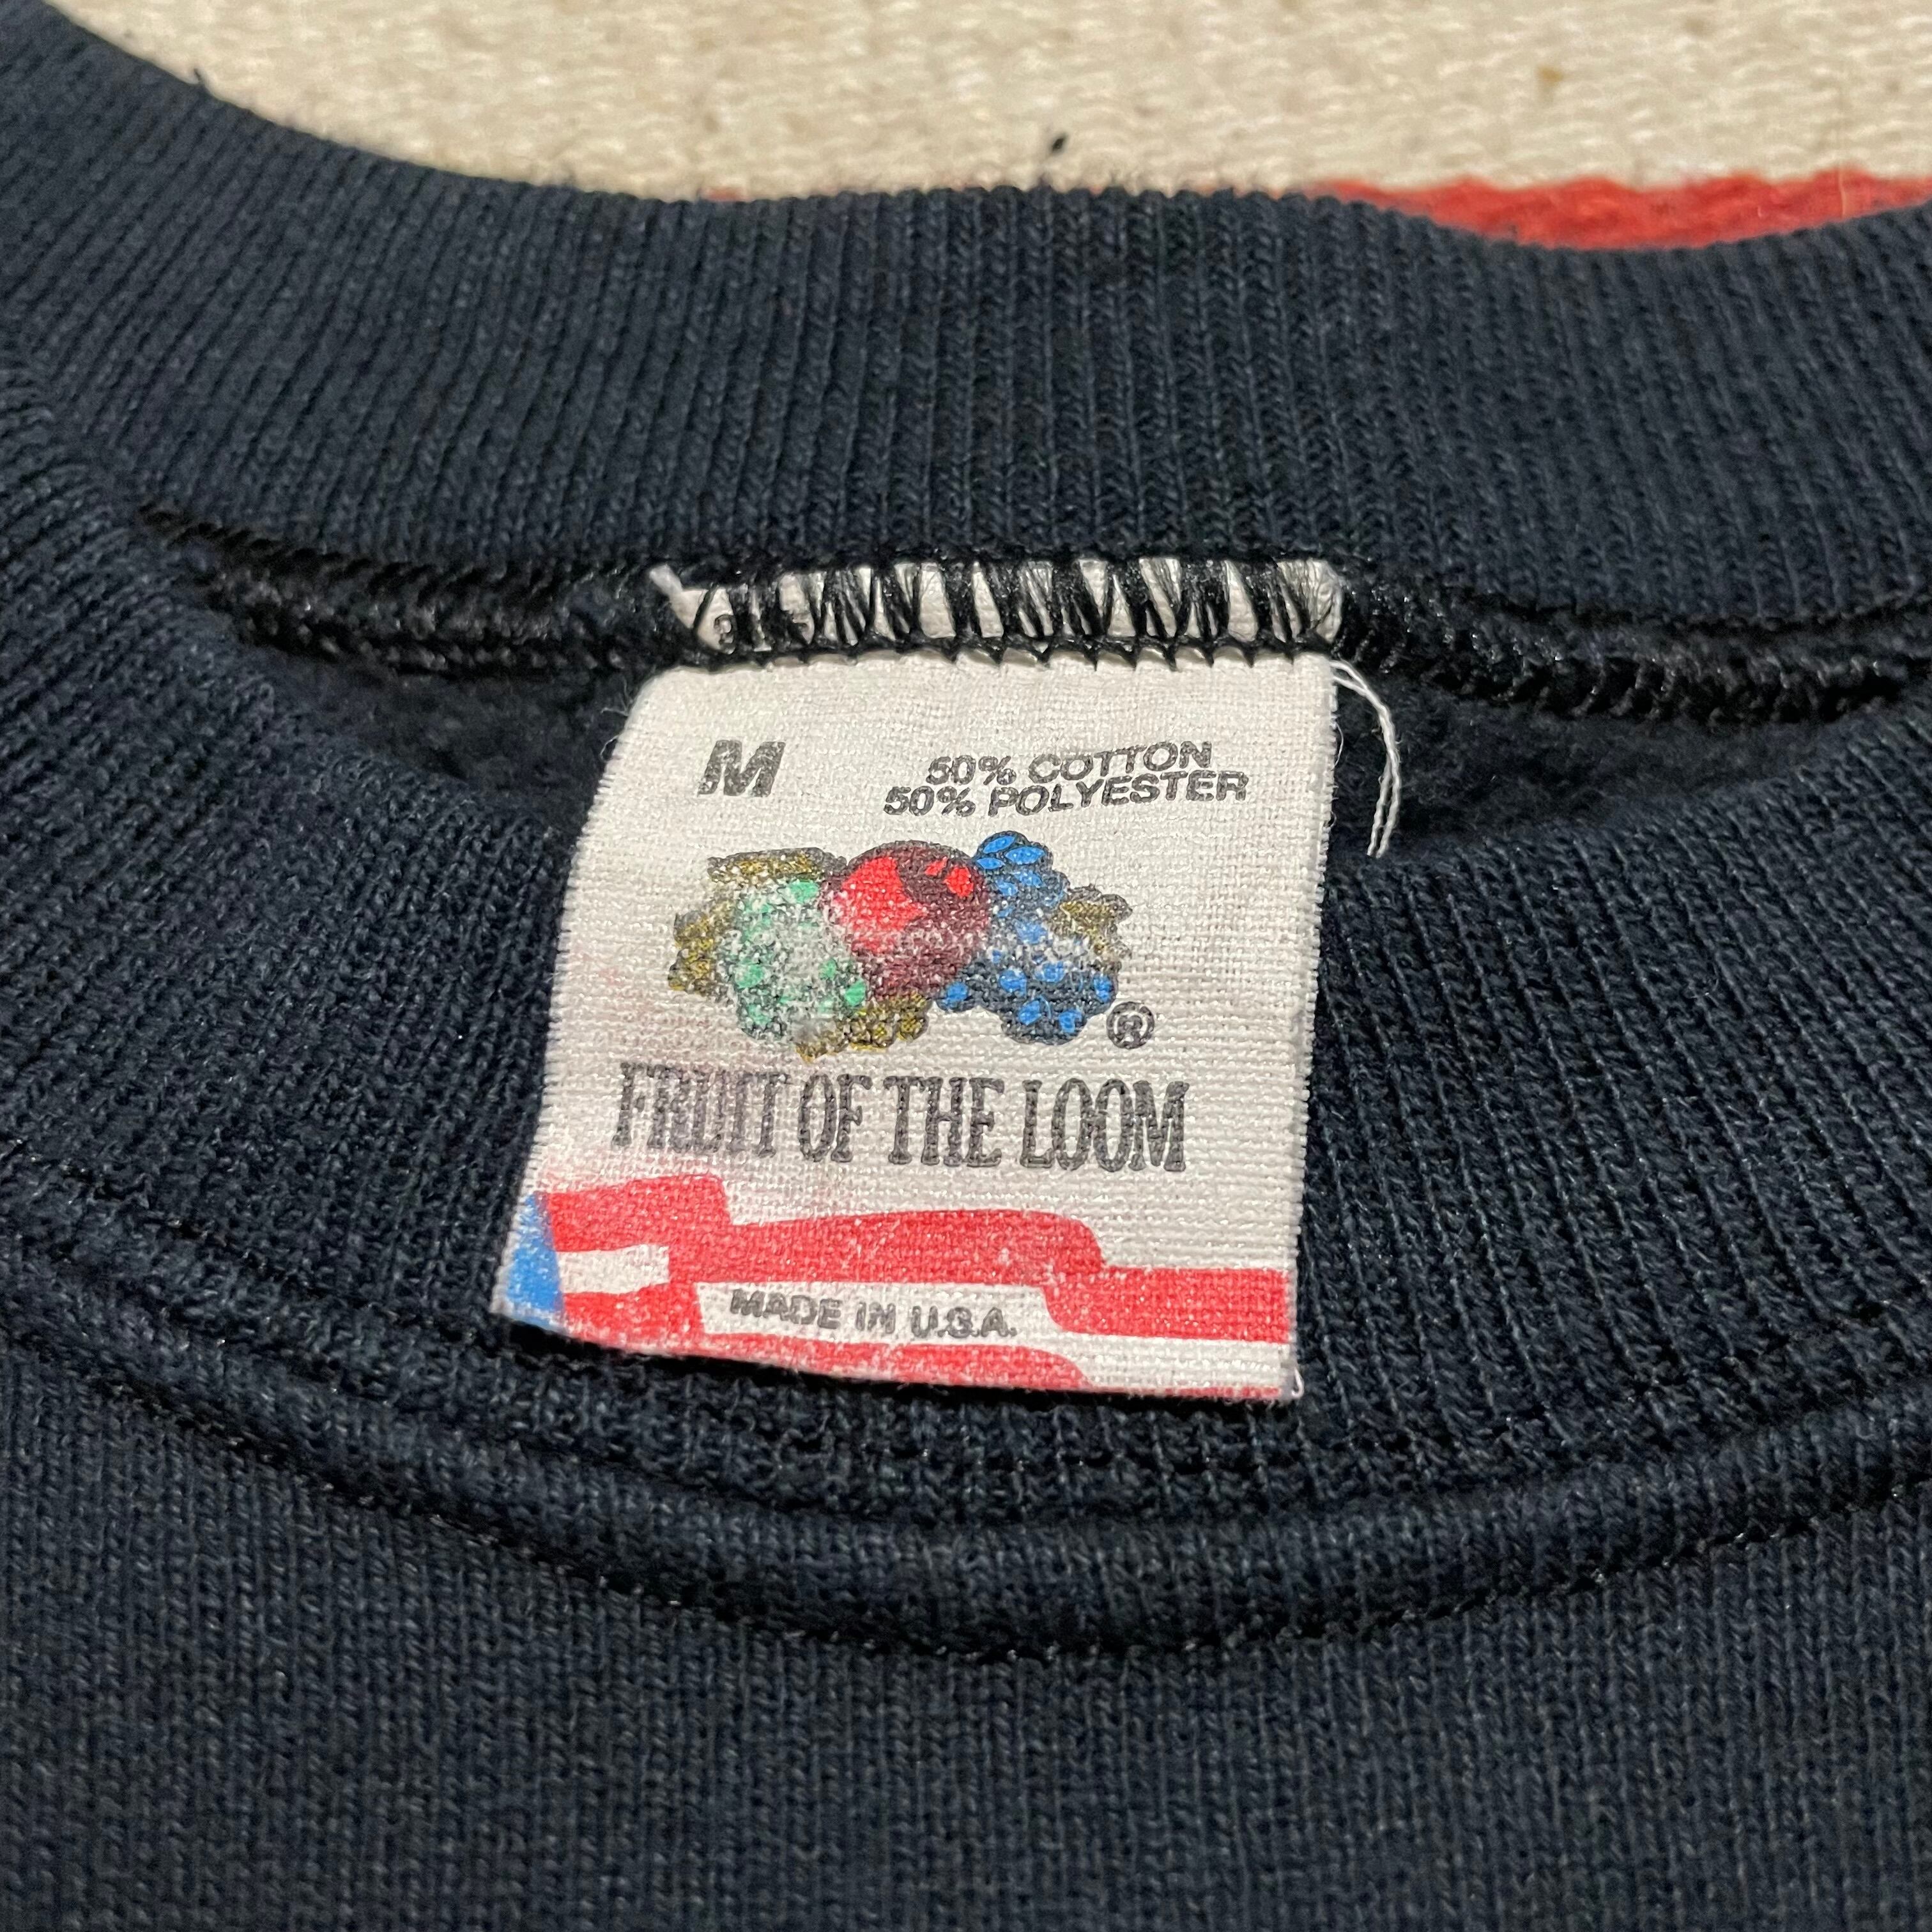 M
50% COTTON
50% POLYESTER
®
FRUIT OF THE LOOM
MADE IN U.S.A.